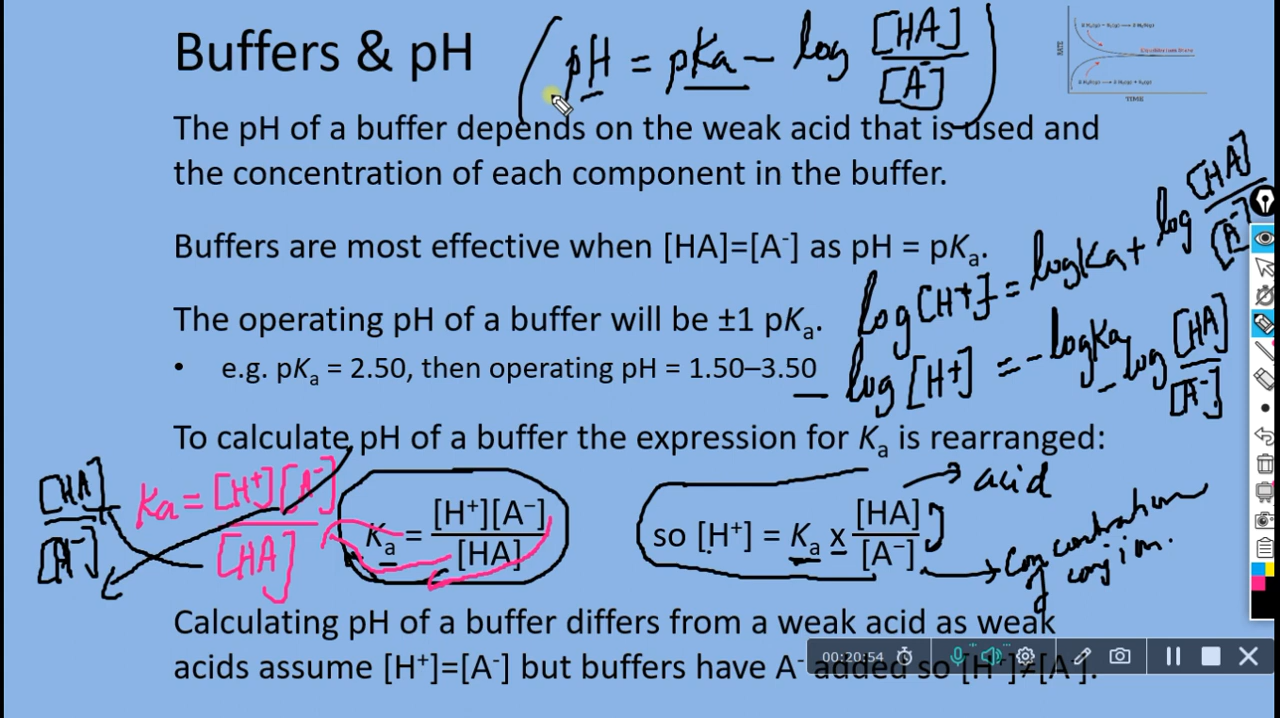 Buffers & pH
( pH = pKa - log [HA]/[A⁻] )
RATE
TIME
The pH of a buffer depends on the weak acid that is used and
the concentration of each component in the buffer.
Buffers are most effective when [HA]=[A⁻] as pH = pKₐ.
log[H⁺] = logKa + log [HA]/[A⁻]
The operating pH of a buffer will be ±1 pKₐ.
log [H⁺] = - logKa - log [HA]/[A⁻]
• e.g. pKₐ = 2.50, then operating pH = 1.50–3.50
To calculate pH of a buffer the expression for Kₐ is rearranged:
[HA]/[A⁻]
Ka = [H⁺][A⁻]/[HA]
Kₐ = [H⁺][A⁻]/[HA]
so [H⁺] = Kₐ x [HA]/[A⁻]
acid
Calculating pH of a buffer differs from a weak acid as weak
acids assume [H⁺]=[A⁻] but buffers have A⁻ added so [H⁺]≠[A⁻].
00:20:54